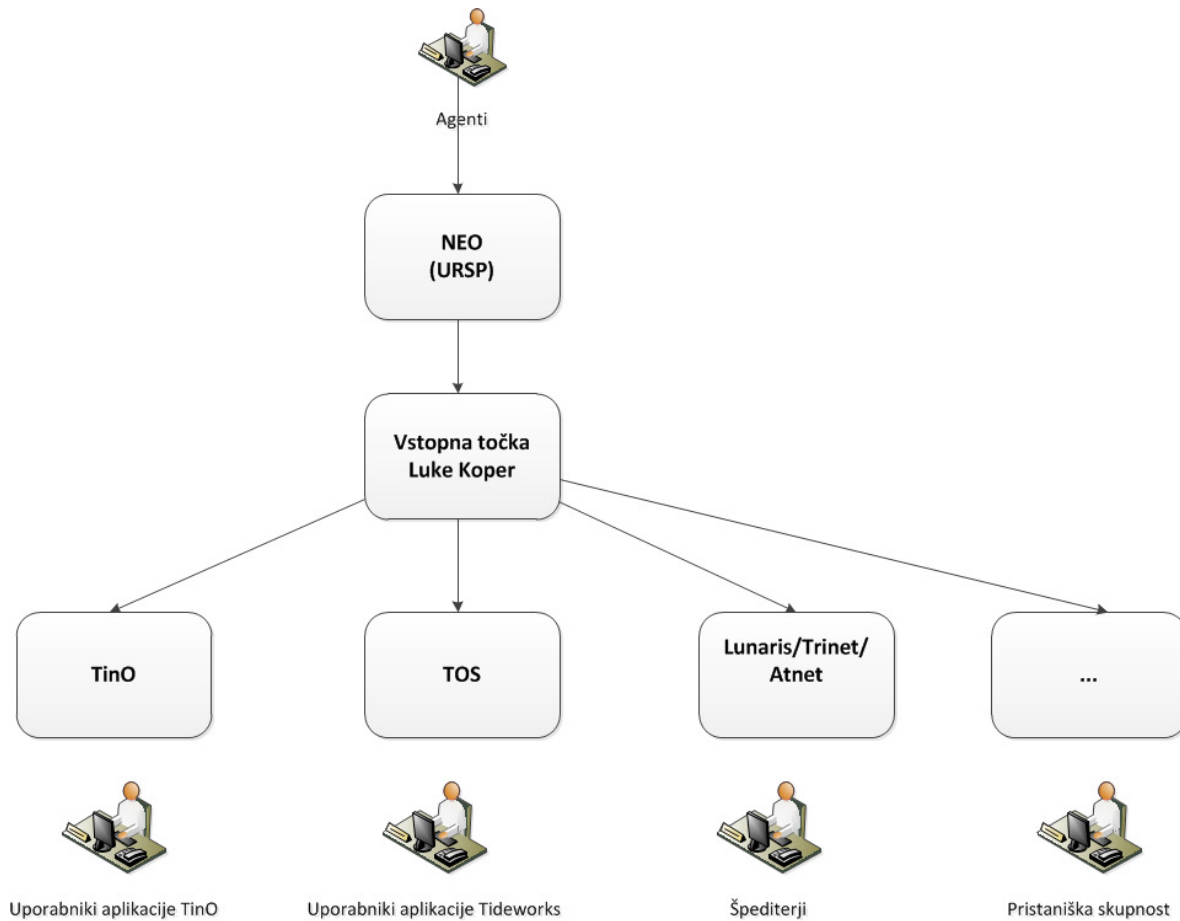 Agenti
NEO
(URSP)
Vstopna točka
Luke Koper
TinO
TOS
Lunaris/Trinet/
Atnet
...
Uporabniki aplikacije TinO
Uporabniki aplikacije Tideworks
Špediterji
Pristaniška skupnost